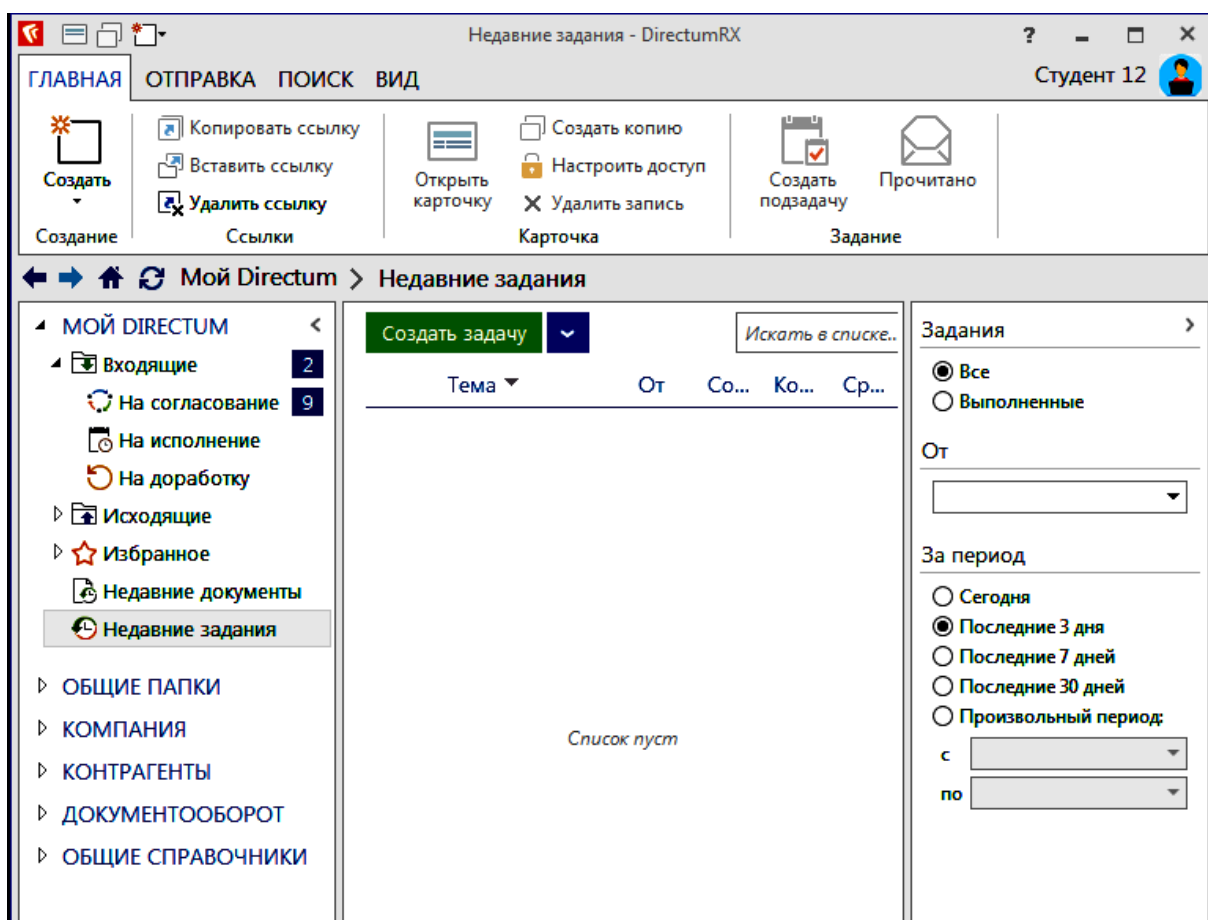 Недавние задания - DirectumRX
?
ГЛАВНАЯ ОТПРАВКА ПОИСК ВИД
Студент 12
Создать
Создание
Копировать ссылку
Вставить ссылку
Удалить ссылку
Ссылки
Открыть
карточку
Создать копию
Настроить доступ
Удалить запись
Карточка
Создать
подзадачу
Прочитано
Задание
Мой Directum > Недавние задания
МОЙ DIRECTUM
Входящие 2
На согласование 9
На исполнение
На доработку
Исходящие
Избранное
Недавние документы
Недавние задания
ОБЩИЕ ПАПКИ
КОМПАНИЯ
КОНТРАГЕНТЫ
ДОКУМЕНТООБОРОТ
ОБЩИЕ СПРАВОЧНИКИ
Создать задачу
Искать в списке..
Тема От Со... Ко... Ср...
Список пуст
Задания
Все
Выполненные
От
За период
Сегодня
Последние 3 дня
Последние 7 дней
Последние 30 дней
Произвольный период:
с
по